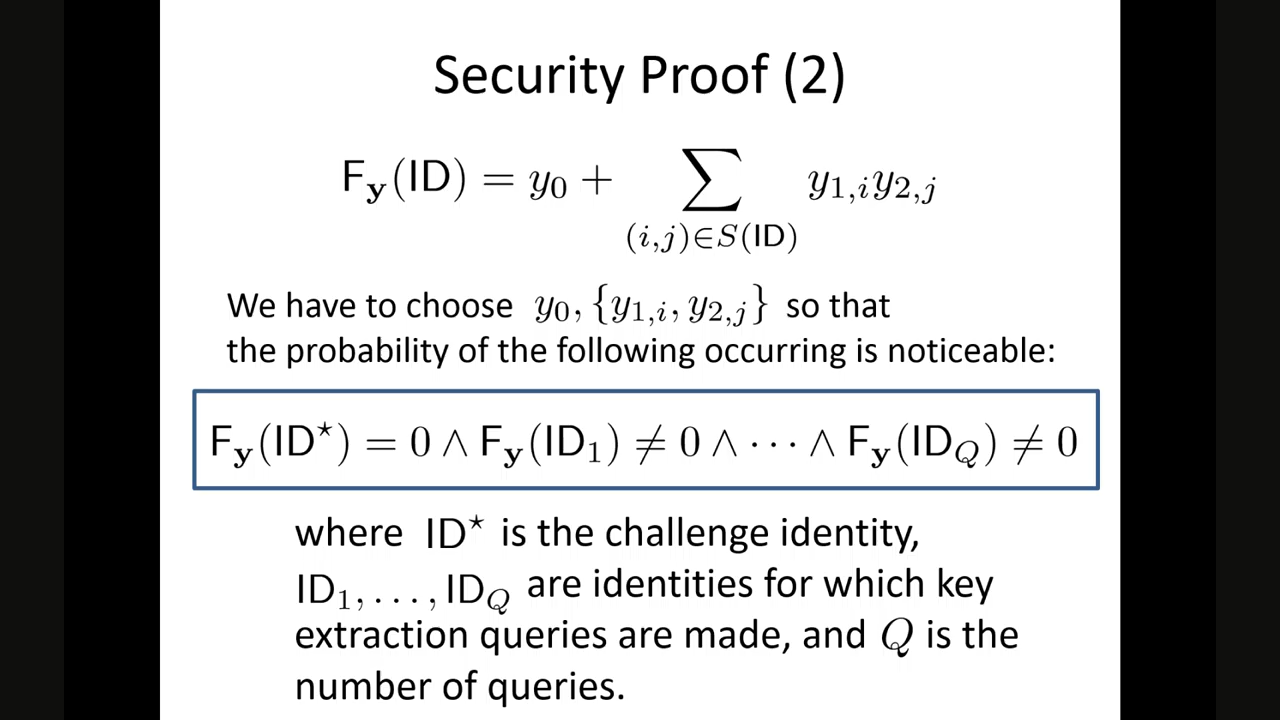 Security Proof (2)
F_y(ID) = y_0 + ∑_{(i,j)∈S(ID)} y_{1,i}y_{2,j}
We have to choose y_0, {y_{1,i}, y_{2,j}} so that
the probability of the following occurring is noticeable:
F_y(ID⋆) = 0 ∧ F_y(ID_1) ≠ 0 ∧ ⋯ ∧ F_y(ID_Q) ≠ 0
where ID⋆ is the challenge identity,
ID_1, . . . , ID_Q are identities for which key
extraction queries are made, and Q is the
number of queries.